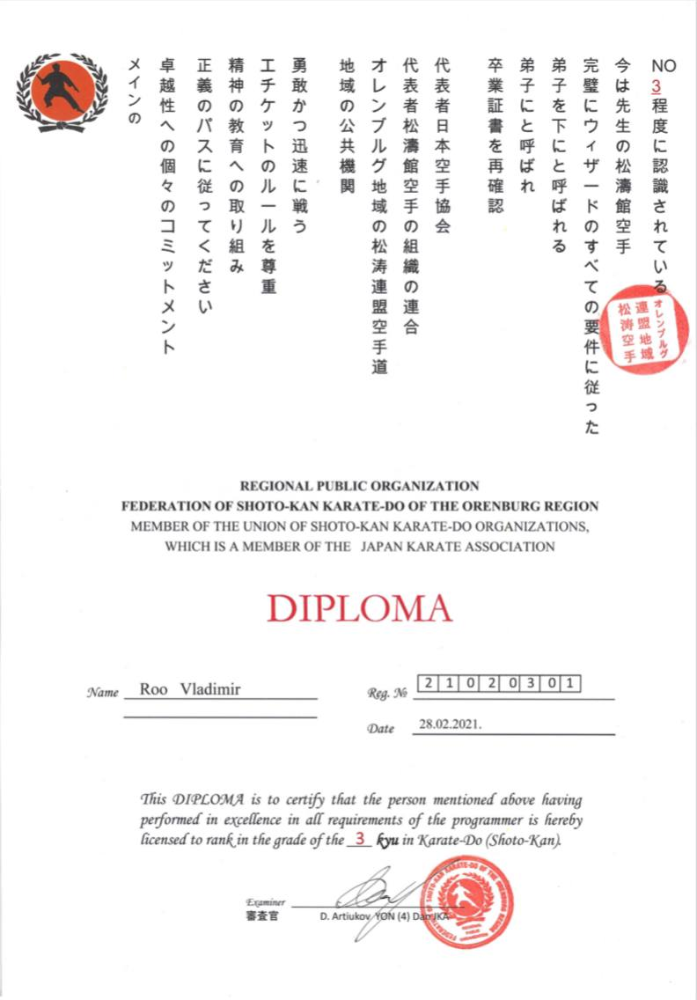 NO
3程度に認識されている
今は先生の松濤館空手
完璧にウィザードのすべての要件に従った
弟子を下にと呼ばれる
弟子にと呼ばれ
卒業証書を再確認
代表者日本空手協会
代表者松濤館空手の組織の連合
オレンブルグ地域の松涛連盟空手道
地域の公共機関
勇敢かつ迅速に戦う
エチケットのルールを尊重
精神の教育への取り組み
正義のパスに従ってください
卓越性への個々のコミットメント
メインの
オレンブルグ
連盟地域
松涛空手
REGIONAL PUBLIC ORGANIZATION
FEDERATION OF SHOTO-KAN KARATE-DO OF THE ORENBURG REGION
MEMBER OF THE UNION OF SHOTO-KAN KARATE-DO ORGANIZATIONS,
WHICH IS A MEMBER OF THE JAPAN KARATE ASSOCIATION
DIPLOMA
Name Roo Vladimir
Reg. № 21020301
Date 28.02.2021.
This DIPLOMA is to certify that the person mentioned above having
performed in excellence in all requirements of the programmer is hereby
licensed to rank in the grade of the 3 kyu in Karate-Do (Shoto-Kan).
Examiner
審査官 D. Artiukov YON (4) Dan JKA
FEDERATION OF SHOTO-KAN KARATE-DO OF THE ORENBURG REGION
REGIONAL
PUBLIC